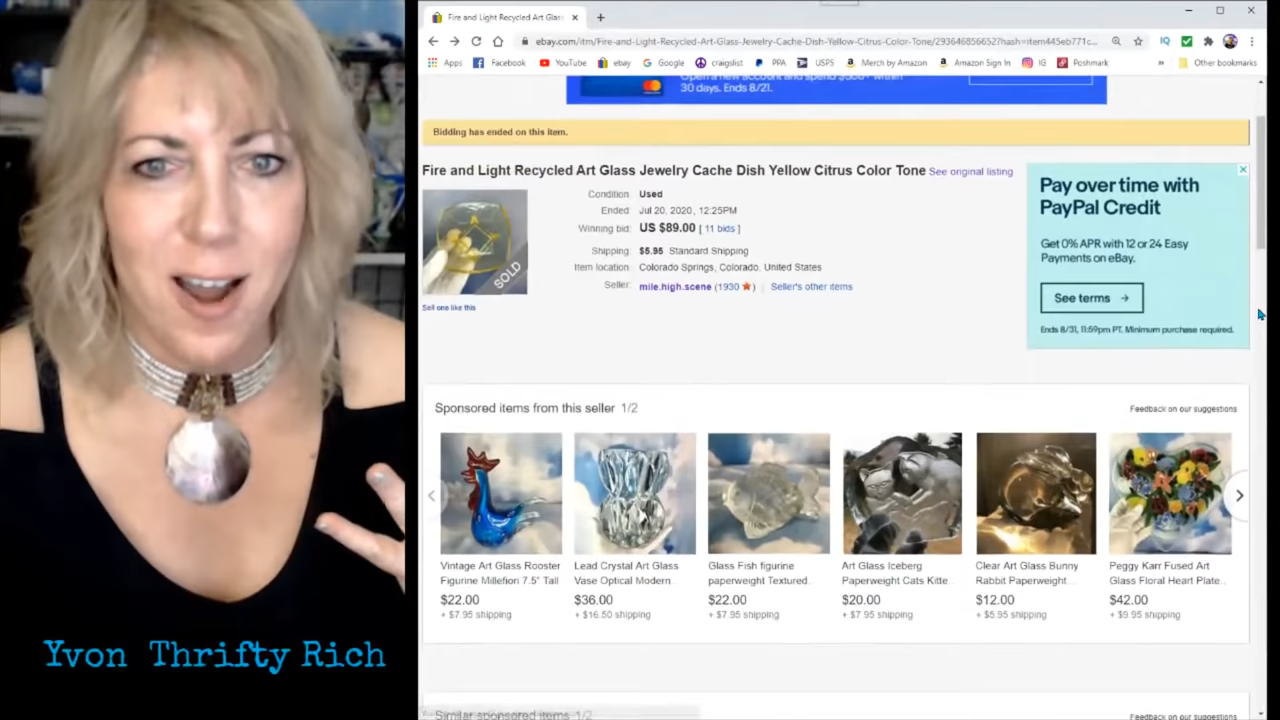 Fire and Light Recycled Art Glass
ebay.com/itm/Fire-and-Light-Recycled-Art-Glass-Jewelry-Cache-Dish-Yellow-Citrus-Color-Tone/293646856652?hash=item445eb771c...
Apps Facebook YouTube ebay Google craigslist PPA USPS Merch by Amazon Amazon Sign In IG Poshmark » Other bookmarks
30 days. Ends 8/21.
Bidding has ended on this item.
Fire and Light Recycled Art Glass Jewelry Cache Dish Yellow Citrus Color Tone See original listing
Condition: Used
Ended: Jul 20, 2020, 12:25PM
Winning bid: US $89.00 [ 11 bids ]
Shipping: $5.95 Standard Shipping
Item location: Colorado Springs, Colorado, United States
Seller: mile.high.scene (1930 ) | Seller's other items
SOLD
Sell one like this
Pay over time with
PayPal Credit
Get 0% APR with 12 or 24 Easy
Payments on eBay.
See terms →
Ends 8/31, 11:59pm PT. Minimum purchase required.
Sponsored items from this seller 1/2
Feedback on our suggestions
Vintage Art Glass Rooster
Figurine Millefiori 7.5" Tall
$22.00
+ $7.95 shipping
Lead Crystal Art Glass
Vase Optical Modern...
$36.00
+ $16.50 shipping
Glass Fish figurine
paperweight Textured...
$22.00
+ $7.95 shipping
Art Glass Iceberg
Paperweight Cats Kitte...
$20.00
+ $7.95 shipping
Clear Art Glass Bunny
Rabbit Paperweight...
$12.00
+ $5.95 shipping
Peggy Karr Fused Art
Glass Floral Heart Plate...
$42.00
+ $9.95 shipping
Similar sponsored items 1/2
Feedback on our suggestions
Yvon Thrifty Rich